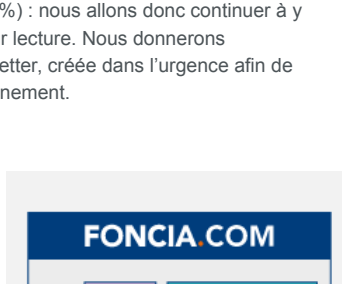 %) : nous allons donc continuer à y
r lecture. Nous donnerons
etter, créée dans l'urgence afin de
nement.
FONCIA.COM